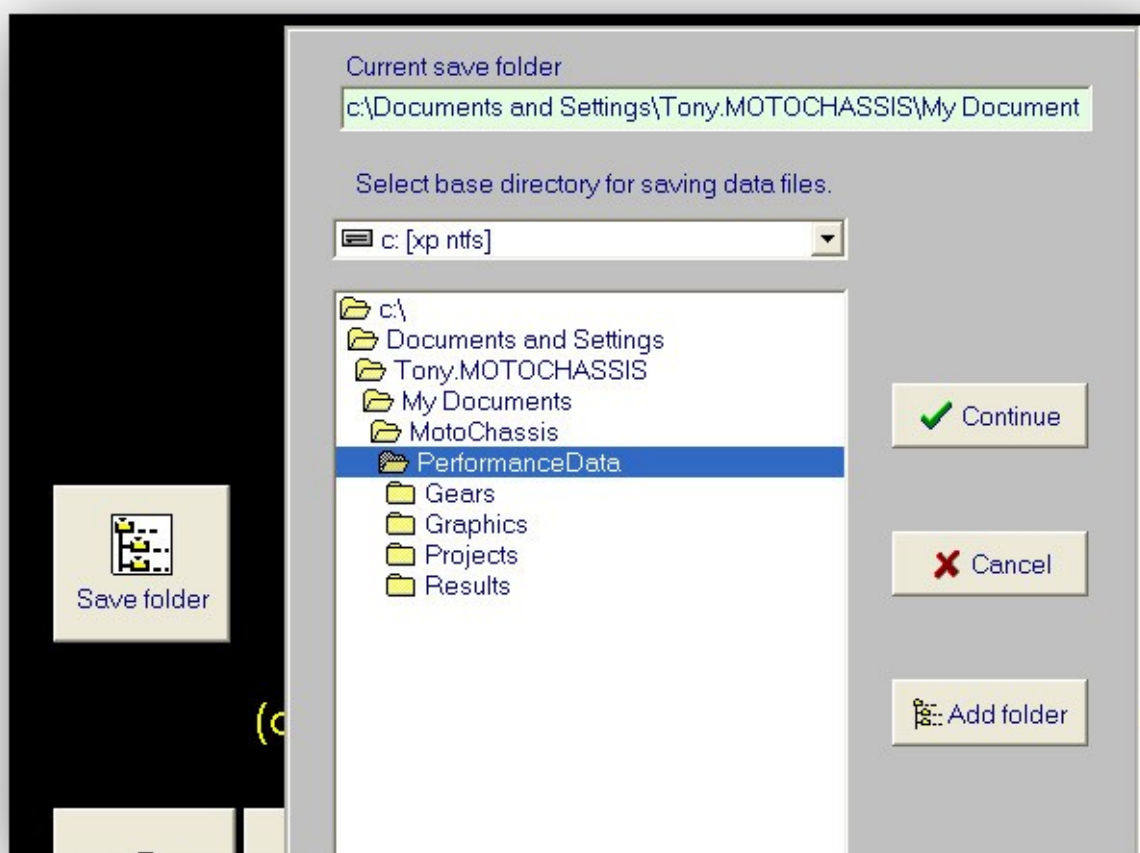 Current save folder
c:\Documents and Settings\Tony.MOTOCHASSIS\My Document
Select base directory for saving data files.
c: [xp ntfs]
c:\
Documents and Settings
Tony.MOTOCHASSIS
My Documents
MotoChassis
PerformanceData
Gears
Graphics
Projects
Results
Continue
Cancel
Add folder
Save folder